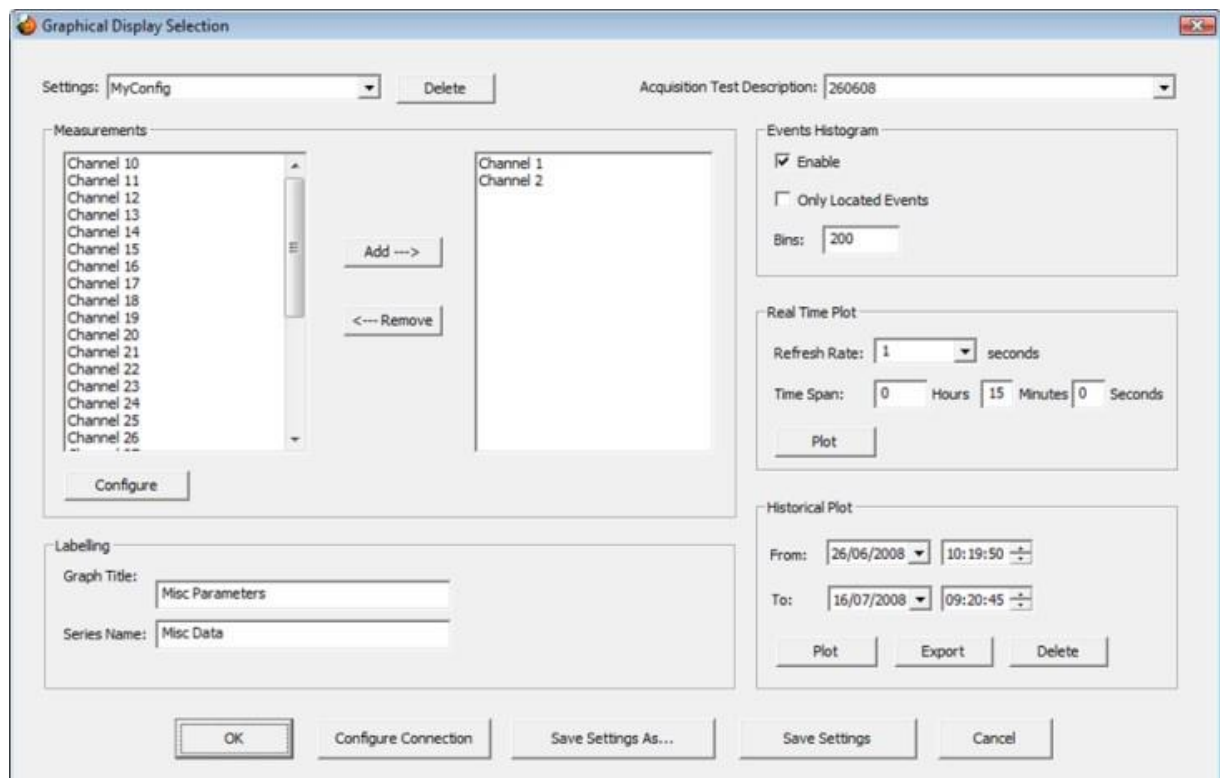 Graphical Display Selection
Settings: MyConfig Delete Acquisition Test Description: 260608
Measurements
Channel 10
Channel 11
Channel 12
Channel 13
Channel 14
Channel 15
Channel 16
Channel 17
Channel 18
Channel 19
Channel 20
Channel 21
Channel 22
Channel 23
Channel 24
Channel 25
Channel 26
Add --->
<--- Remove
Channel 1
Channel 2
Configure
Labelling
Graph Title: Misc Parameters
Series Name: Misc Data
Events Histogram
Enable
Only Located Events
Bins: 200
Real Time Plot
Refresh Rate: 1 seconds
Time Span: 0 Hours 15 Minutes 0 Seconds
Plot
Historical Plot
From: 26/06/2008 10:19:50
To: 16/07/2008 09:20:45
Plot Export Delete
OK Configure Connection Save Settings As... Save Settings Cancel